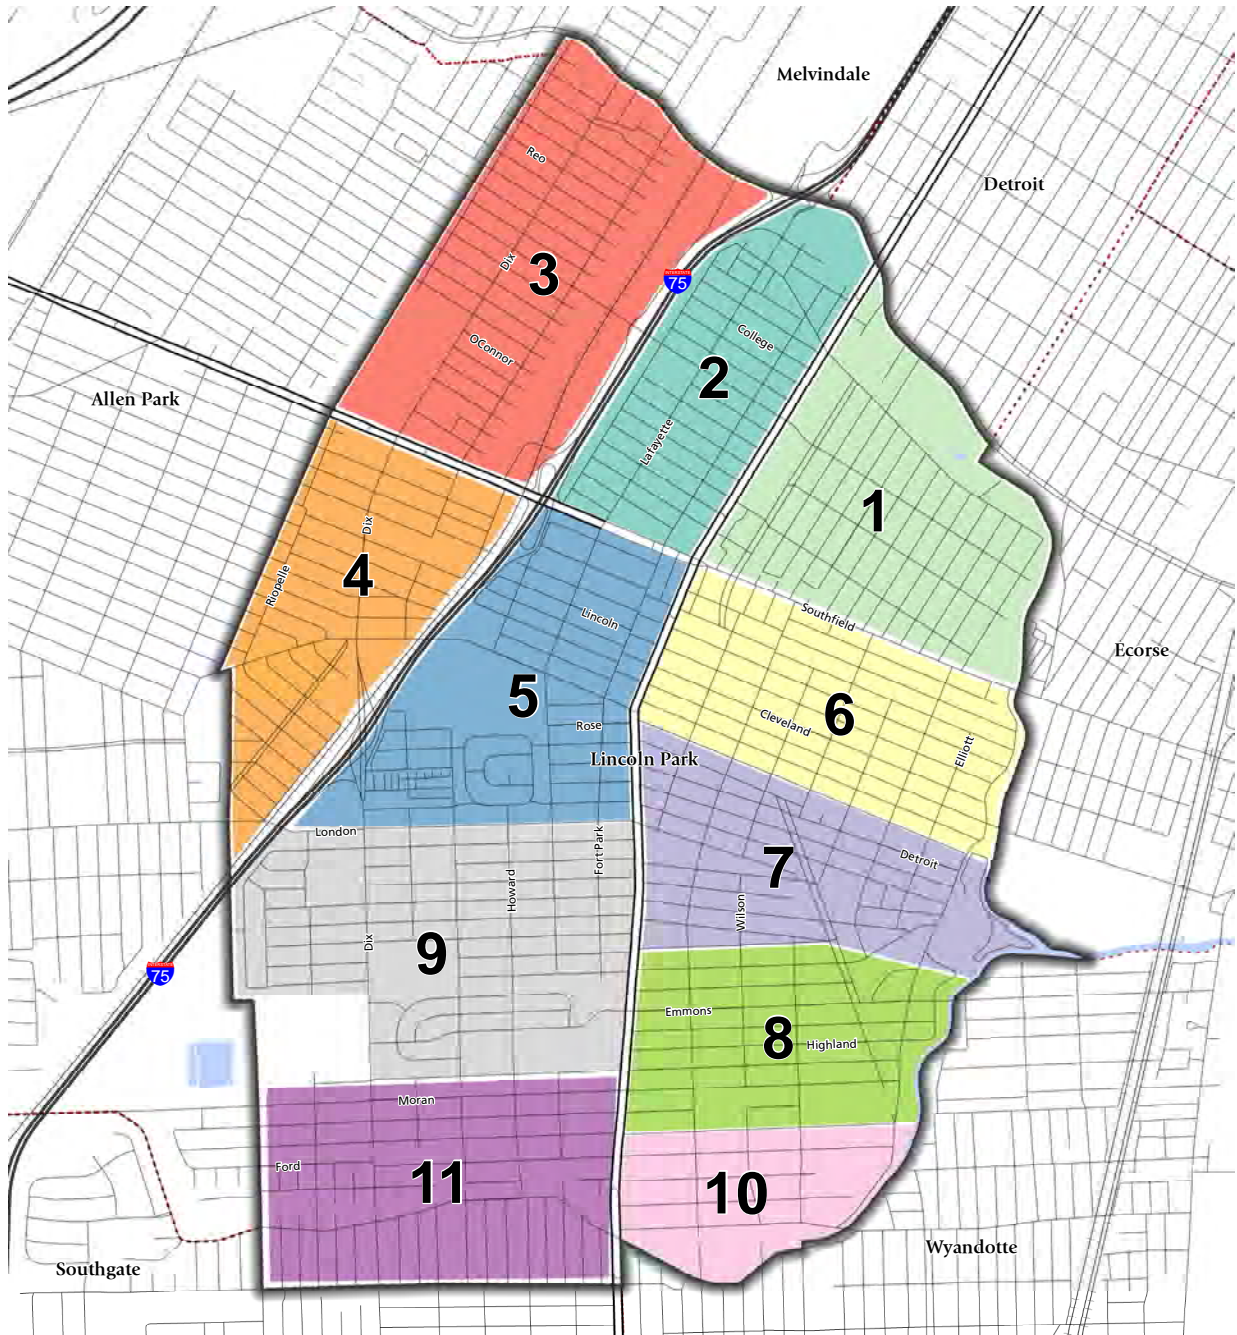 Melvindale
Reo
Detroit
Dix
3
INTERSTATE
75
College
OConnor
2
Allen Park
Lafayette
1
Dix
4
Riopelle
Lincoln
Southfield
Ecorse
5
6
Rose
Cleveland
Elliott
Lincoln Park
London
Fort Park
7
Detroit
Howard
Wilson
Dix
9
75
Emmons
8
Highland
Moran
Ford
11
10
Wyandotte
Southgate